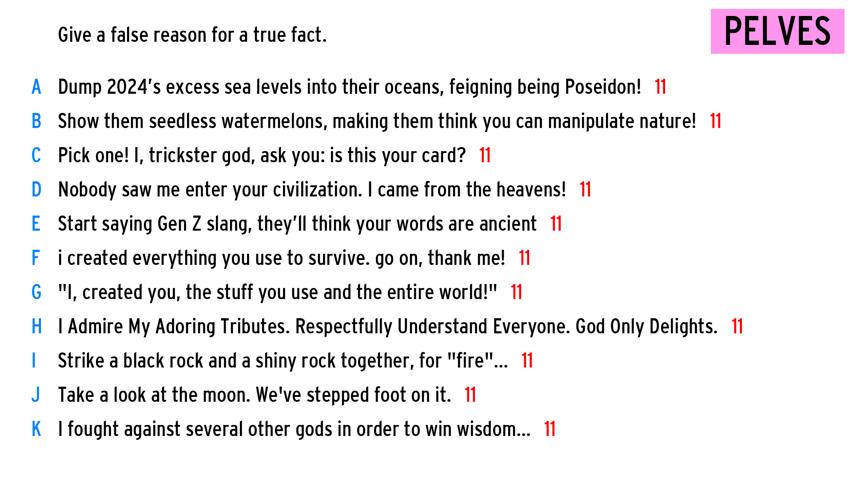 Give a false reason for a true fact.
PELVES
A Dump 2024's excess sea levels into their oceans, feigning being Poseidon! 11
B Show them seedless watermelons, making them think you can manipulate nature! 11
C Pick one! I, trickster god, ask you: is this your card? 11
D Nobody saw me enter your civilization. I came from the heavens! 11
E Start saying Gen Z slang, they'll think your words are ancient 11
F i created everything you use to survive. go on, thank me! 11
G "I, created you, the stuff you use and the entire world!" 11
H I Admire My Adoring Tributes. Respectfully Understand Everyone. God Only Delights. 11
I Strike a black rock and a shiny rock together, for "fire"... 11
J Take a look at the moon. We've stepped foot on it. 11
K I fought against several other gods in order to win wisdom... 11